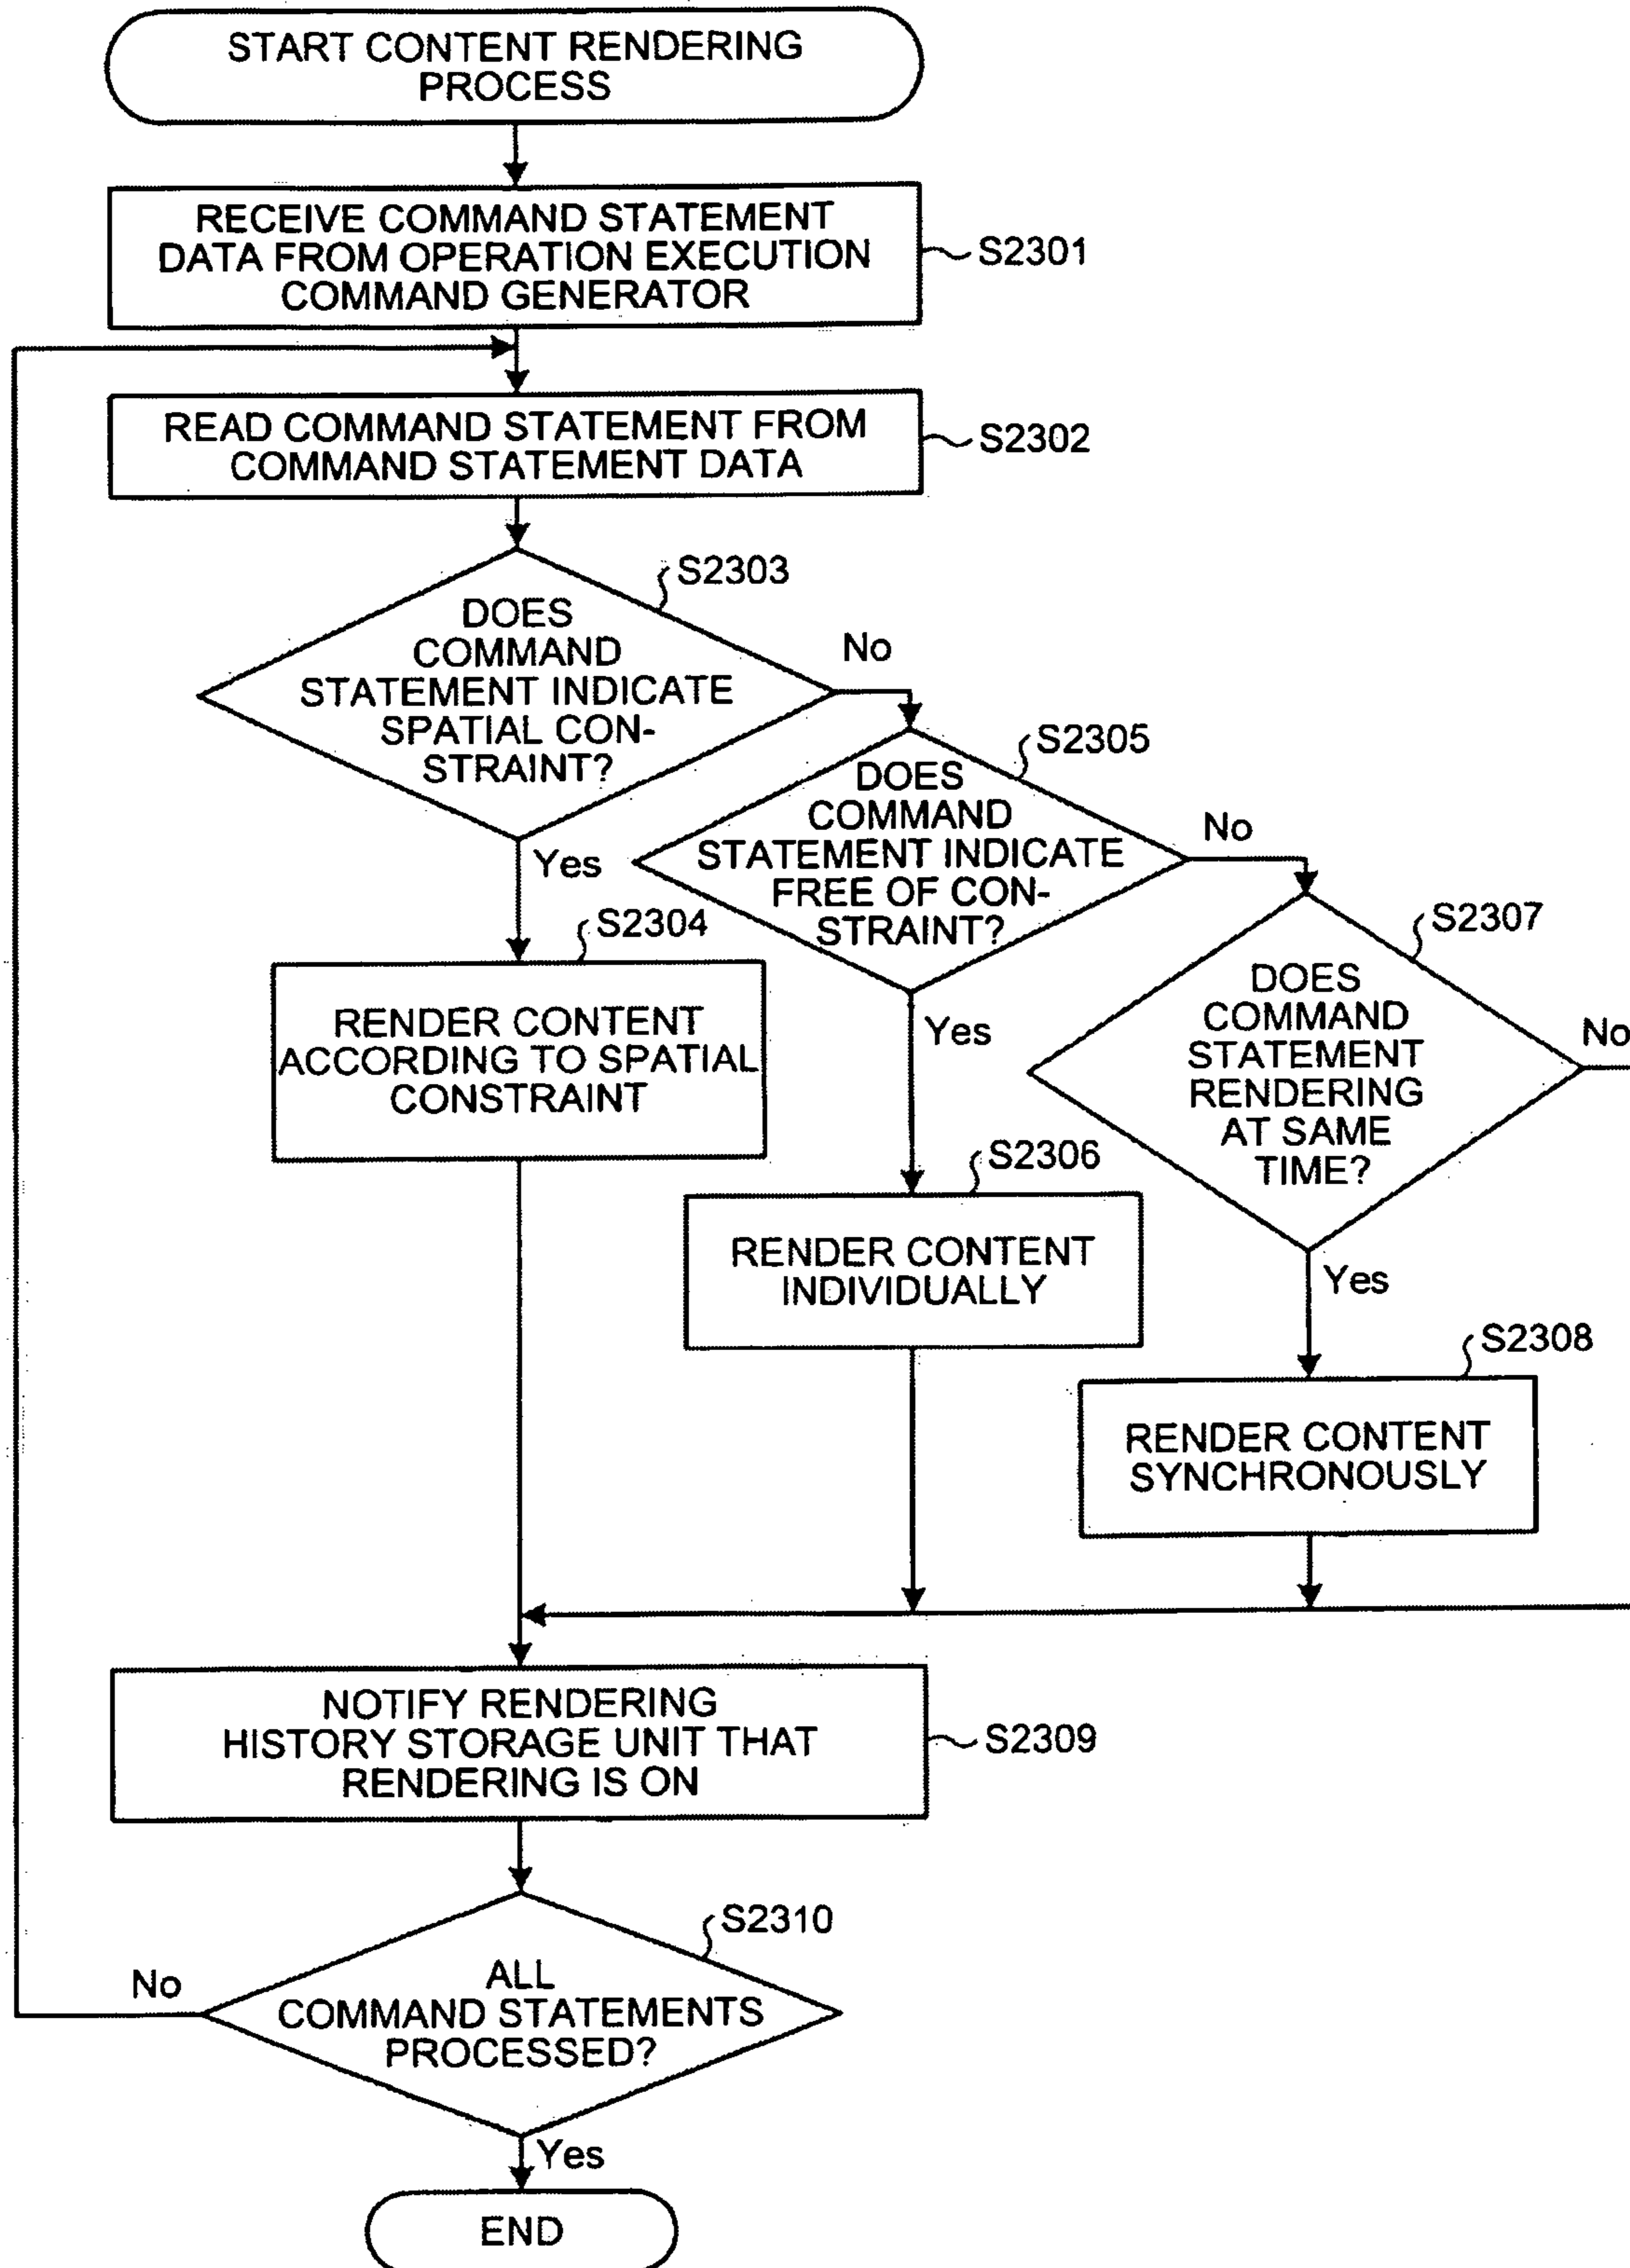 START CONTENT RENDERING
PROCESS
RECEIVE COMMAND STATEMENT
DATA FROM OPERATION EXECUTION
COMMAND GENERATOR
S2301
READ COMMAND STATEMENT FROM
COMMAND STATEMENT DATA
S2302
S2303
DOES
COMMAND
STATEMENT INDICATE
SPATIAL CON-
STRAINT?
No
Yes
S2305
DOES
COMMAND
STATEMENT INDICATE
FREE OF CON-
STRAINT?
No
Yes
S2304
RENDER CONTENT
ACCORDING TO SPATIAL
CONSTRAINT
S2307
DOES
COMMAND
STATEMENT
RENDERING
AT SAME
TIME?
No
Yes
S2306
RENDER CONTENT
INDIVIDUALLY
S2308
RENDER CONTENT
SYNCHRONOUSLY
NOTIFY RENDERING
HISTORY STORAGE UNIT THAT
RENDERING IS ON
S2309
S2310
ALL
COMMAND STATEMENTS
PROCESSED?
No
Yes
END